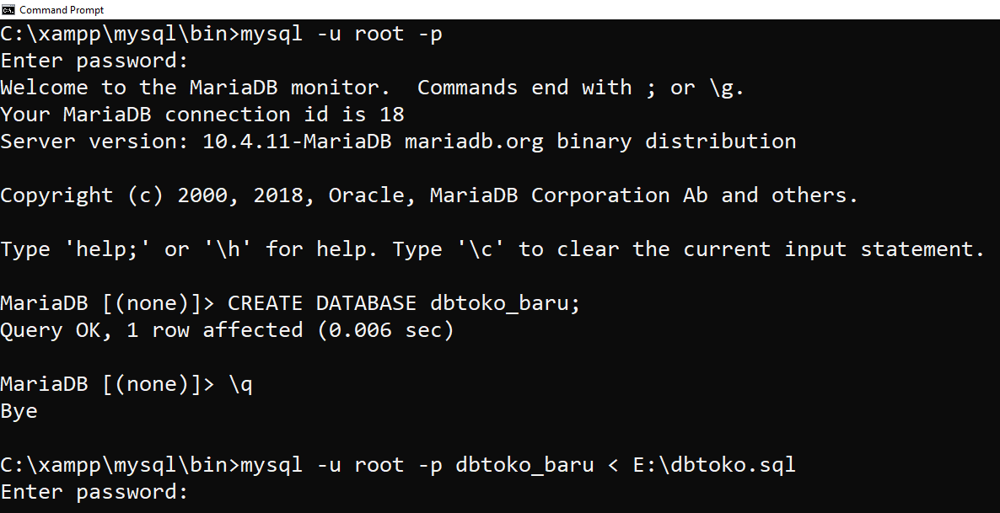 Command Prompt
C:\xampp\mysql\bin>mysql -u root -p
Enter password:
Welcome to the MariaDB monitor.  Commands end with ; or \g.
Your MariaDB connection id is 18
Server version: 10.4.11-MariaDB mariadb.org binary distribution
Copyright (c) 2000, 2018, Oracle, MariaDB Corporation Ab and others.
Type 'help;' or '\h' for help. Type '\c' to clear the current input statement.
MariaDB [(none)]> CREATE DATABASE dbtoko_baru;
Query OK, 1 row affected (0.006 sec)
MariaDB [(none)]> \q
Bye
C:\xampp\mysql\bin>mysql -u root -p dbtoko_baru < E:\dbtoko.sql
Enter password: